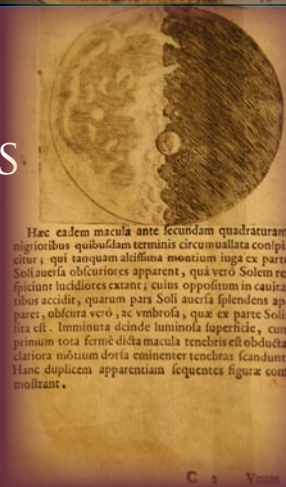 S
Hæc eadem macula ante ſecundam quadraturam
nigrioribus quibuſdam terminis circumuallata conſpi
citur; qui tanquam altiſſima montium iuga ex parte
Soli auerſa obſcuriores apparent, quà verò Solem re
ſpiciunt lucidiores extant; cuius oppoſitum in cauita
tibus accidit, quarum pars Soli auerſa ſplendens ap
paret, obſcura verò, ac vmbroſa, quæ ex parte Solis
ſita eſt. Imminuta deinde luminoſa ſuperficie, cum
primum tota fermè dicta macula tenebris eſt obducta
clariora mõtium dorſa eminenter tenebras ſcandunt
Hanc duplicem apparentiam ſequentes figuræ com
moſtrant.
C 2 Vnum